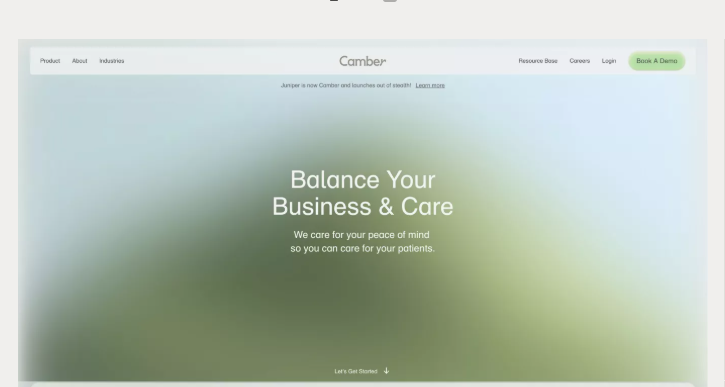 Product About Industries Camber Resource Base Careers Login Book A Demo
Jumper is now Camber and launches out of stealth! Learn more
Balance Your
Business & Care
We care for your peace of mind
so you can care for your patients.
Let's Get Started ↓